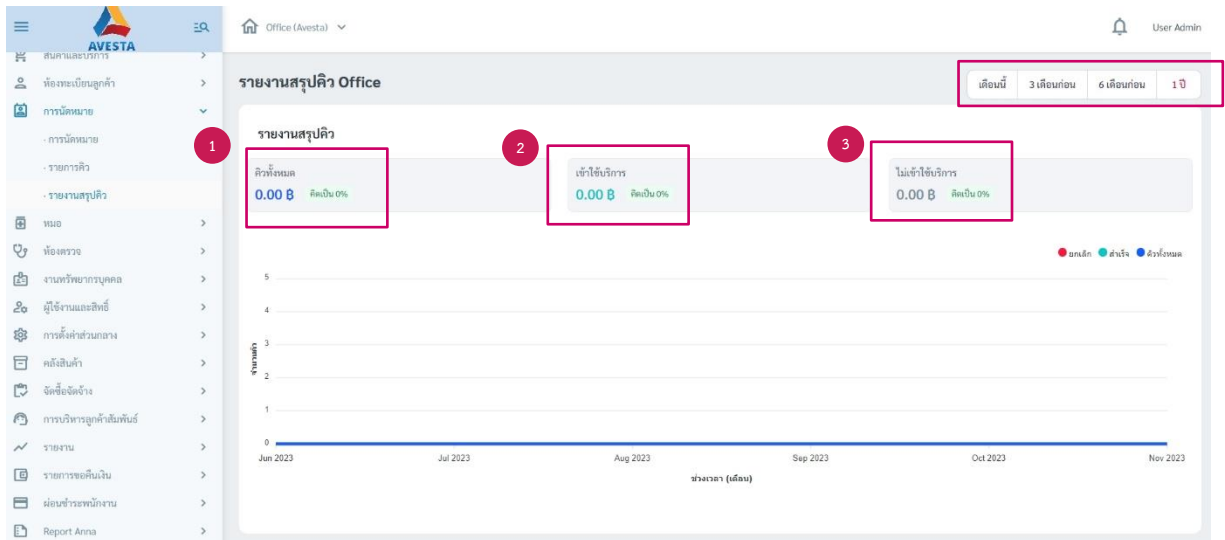 AVESTA
Office (Avesta)
User Admin
สินค้าและบริการ
ห้องทะเบียนลูกค้า
การนัดหมาย
- การนัดหมาย
- รายการคิว
- รายงานสรุปคิว
หมอ
ห้องตรวจ
งานทรัพยากรบุคคล
ผู้ใช้งานและสิทธิ์
การตั้งค่าส่วนกลาง
คลังสินค้า
จัดซื้อจัดจ้าง
การบริหารลูกค้าสัมพันธ์
รายงาน
รายการขอคืนเงิน
ผ่อนชำระพนักงาน
Report Anna
รายงานสรุปคิว Office
เดือนนี้ 3 เดือนก่อน 6 เดือนก่อน 1 ปี
รายงานสรุปคิว
1
คิวทั้งหมด
0.00 ฿ คิดเป็น 0%
2
เข้าใช้บริการ
0.00 ฿ คิดเป็น 0%
3
ไม่เข้าใช้บริการ
0.00 ฿ คิดเป็น 0%
ยกเลิก สำเร็จ คิวทั้งหมด
5
4
3
2
1
0
Jun 2023 Jul 2023 Aug 2023 Sep 2023 Oct 2023 Nov 2023
ช่วงเวลา (เดือน)